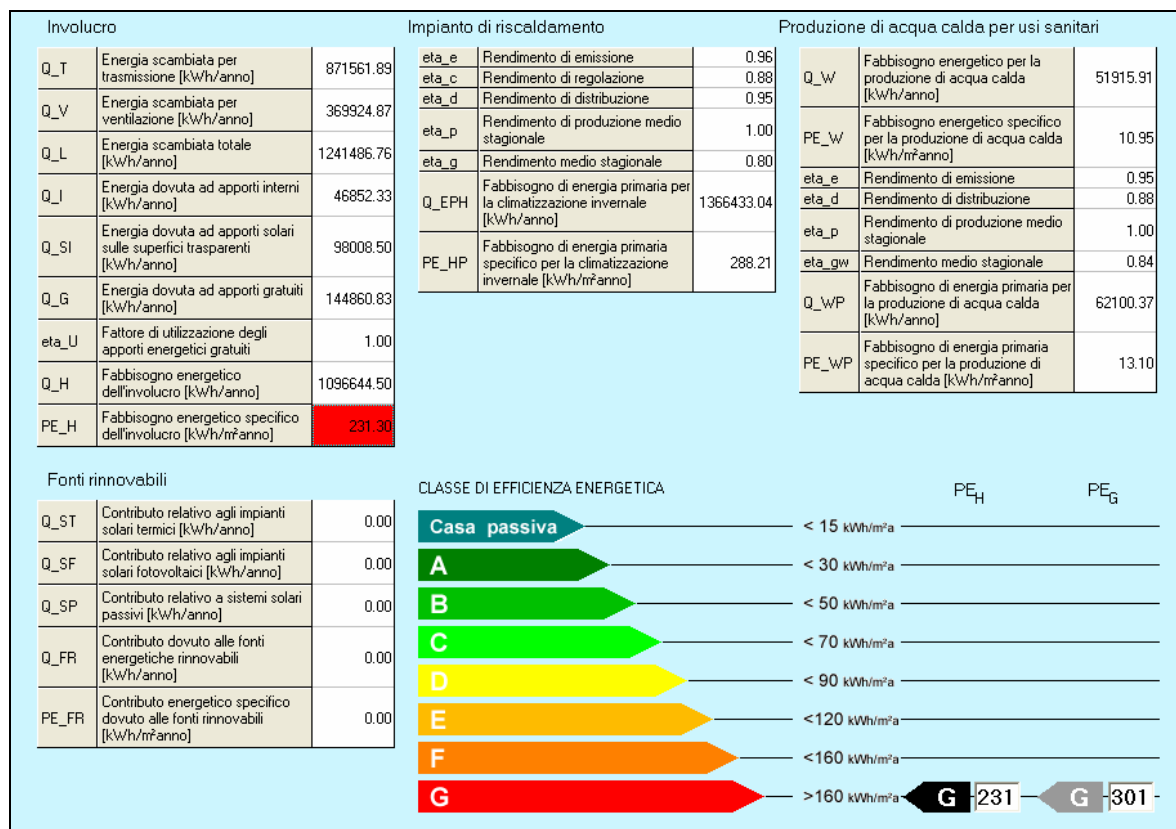 Involucro
Q_T Energia scambiata per
trasmissione [kWh/anno] 871561.89
Q_V Energia scambiata per
ventilazione [kWh/anno] 369924.87
Q_L Energia scambiata totale
[kWh/anno] 1241486.76
Q_I Energia dovuta ad apporti interni
[kWh/anno] 46852.33
Q_SI Energia dovuta ad apporti solari
sulle superfici trasparenti
[kWh/anno] 98008.50
Q_G Energia dovuta ad apporti gratuiti
[kWh/anno] 144860.83
eta_U Fattore di utilizzazione degli
apporti energetici gratuiti 1.00
Q_H Fabbisogno energetico
dell'involucro [kWh/anno] 1096644.50
PE_H Fabbisogno energetico specifico
dell'involucro [kWh/m²anno] 231.30
Impianto di riscaldamento
eta_e Rendimento di emissione 0.96
eta_c Rendimento di regolazione 0.88
eta_d Rendimento di distribuzione 0.95
eta_p Rendimento di produzione medio
stagionale 1.00
eta_g Rendimento medio stagionale 0.80
Q_EPH Fabbisogno di energia primaria per
la climatizzazione invernale
[kWh/anno] 1366433.04
PE_HP Fabbisogno di energia primaria
specifico per la climatizzazione
invernale [kWh/m²anno] 288.21
Produzione di acqua calda per usi sanitari
Q_W Fabbisogno energetico per la
produzione di acqua calda
[kWh/anno] 51915.91
PE_W Fabbisogno energetico specifico
per la produzione di acqua calda
[kWh/m²anno] 10.95
eta_e Rendimento di emissione 0.95
eta_d Rendimento di distribuzione 0.88
eta_p Rendimento di produzione medio
stagionale 1.00
eta_gw Rendimento medio stagionale 0.84
Q_WP Fabbisogno di energia primaria per
la produzione di acqua calda
[kWh/anno] 62100.37
PE_WP Fabbisogno di energia primaria
specifico per la produzione di
acqua calda [kWh/m²anno] 13.10
Fonti rinnovabili
Q_ST Contributo relativo agli impianti
solari termici [kWh/anno] 0.00
Q_SF Contributo relativo agli impianti
solari fotovoltaici [kWh/anno] 0.00
Q_SP Contributo relativo a sistemi solari
passivi [kWh/anno] 0.00
Q_FR Contributo dovuto alle fonti
energetiche rinnovabili
[kWh/anno] 0.00
PE_FR Contributo energetico specifico
dovuto alle fonti rinnovabili
[kWh/m²anno] 0.00
CLASSE DI EFFICIENZA ENERGETICA PE_H PE_G
Casa passiva < 15 kWh/m²a
A < 30 kWh/m²a
B < 50 kWh/m²a
C < 70 kWh/m²a
D < 90 kWh/m²a
E <120 kWh/m²a
F <160 kWh/m²a
G >160 kWh/m²a G 231 G 301